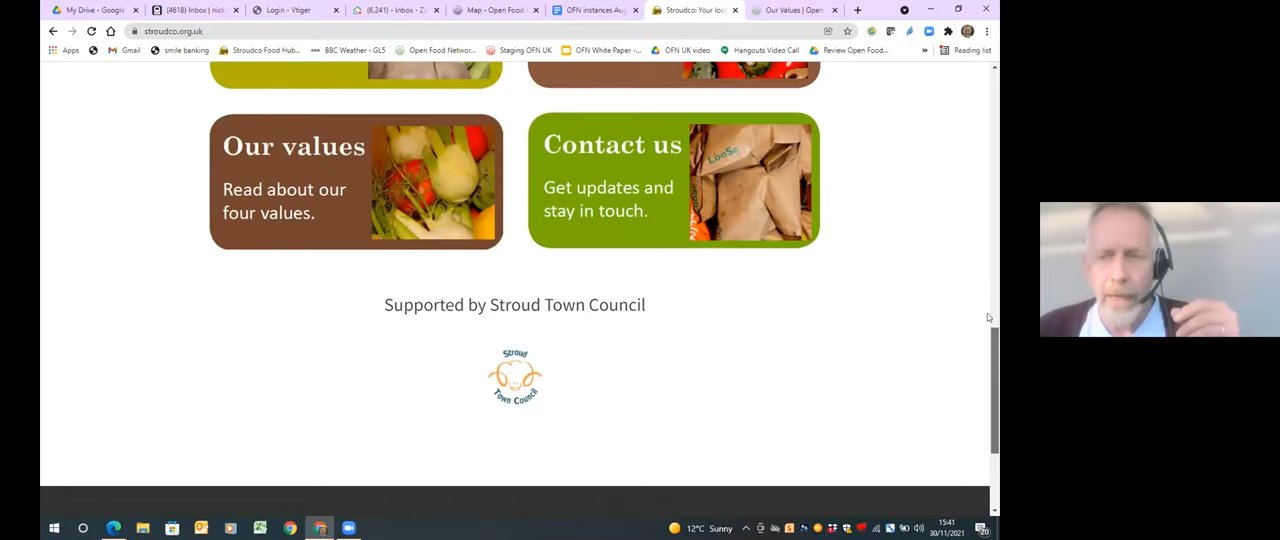 My Drive - Google
(4618) Inbox | nick
Login - Vtiger
(6,241) - Inbox - Zo
Map - Open Food
OFN instances Aug
Stroudco: Your loca
Our Values | Open
stroudco.org.uk
Apps
Gmail
smile banking
Stroudco Food Hub...
BBC Weather - GL5
Open Food Networ...
Staging OFN UK
OFN White Paper -...
OFN UK video
Hangouts Video Call
Review Open Food...
»
Reading list
Our values
Read about our
four values.
Contact us
Get updates and
stay in touch.
LooSe
Supported by Stroud Town Council
Stroud
Town Council
12°C Sunny
15:41
30/11/2021
20